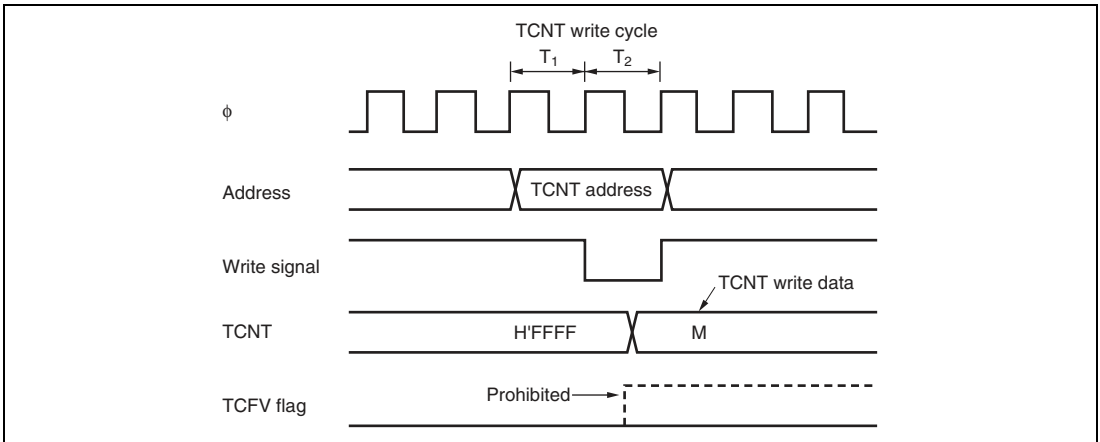 TCNT write cycle
T1 T2
ϕ
Address
TCNT address
Write signal
TCNT write data
TCNT
H'FFFF
M
Prohibited
TCFV flag